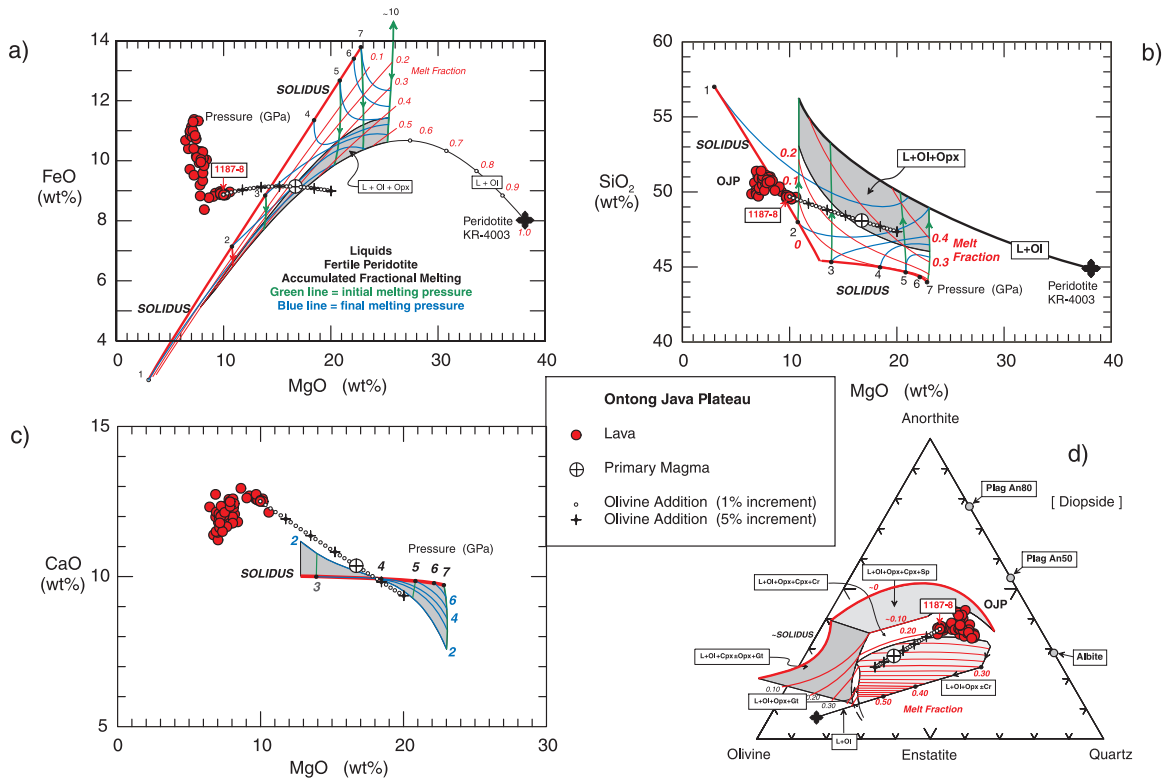 a)
14
12
10
8
6
4
FeO
(wt%)
0
10
20
30
40
MgO (wt%)
~10
7
6
5
4
3
2
1
SOLIDUS
SOLIDUS
Pressure (GPa)
1187-8
0.1
0.2
Melt Fraction
0.3
0.4
0.5
0.6
0.7
0.8
0.9
1.0
L + Ol + Opx
L + Ol
Peridotite
KR-4003
Liquids
Fertile Peridotite
Accumulated Fractional Melting
Green line = initial melting pressure
Blue line = final melting pressure
b)
60
55
50
45
40
SiO2
(wt%)
0
10
20
30
40
MgO (wt%)
1
SOLIDUS
OJP
1187-8
0.2
0.1
0
2
3
4
5
6
7
L+Ol+Opx
0.4
Melt
Fraction
0.3
L+Ol
SOLIDUS
Pressure (GPa)
Peridotite
KR-4003
c)
15
10
5
CaO
(wt%)
0
10
20
30
MgO (wt%)
2
SOLIDUS
3
Pressure (GPa)
4
5
6
7
6
4
2
Ontong Java Plateau
Lava
Primary Magma
Olivine Addition (1% increment)
Olivine Addition (5% increment)
d)
Anorthite
Plag An80
[ Diopside ]
Plag An50
Albite
L+Ol+Opx+Cpx+Sp
L+Ol+Opx+Cpx+Cr
~0
OJP
1187-8
~0.10
0.20
~SOLIDUS
L+Ol+Cpx±Opx+Gt
L+Ol+Opx+Gt
0.10
0.20
0.30
0.30
L+Ol+Opx±Cr
0.40
0.50
Melt Fraction
L+Ol
Olivine
Enstatite
Quartz